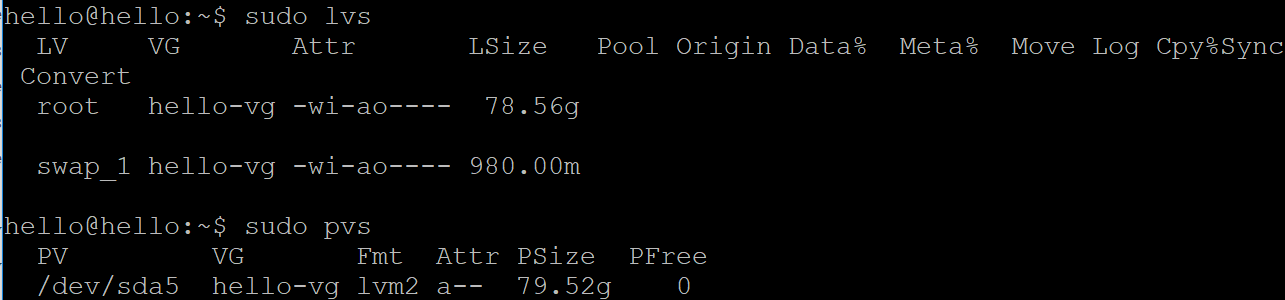 hello@hello:~$ sudo lvs
  LV     VG       Attr       LSize   Pool Origin Data%  Meta%  Move Log Cpy%Sync
 Convert
  root   hello-vg -wi-ao----  78.56g
  swap_1 hello-vg -wi-ao---- 980.00m
hello@hello:~$ sudo pvs
  PV         VG       Fmt  Attr PSize  PFree
  /dev/sda5  hello-vg lvm2 a--  79.52g    0